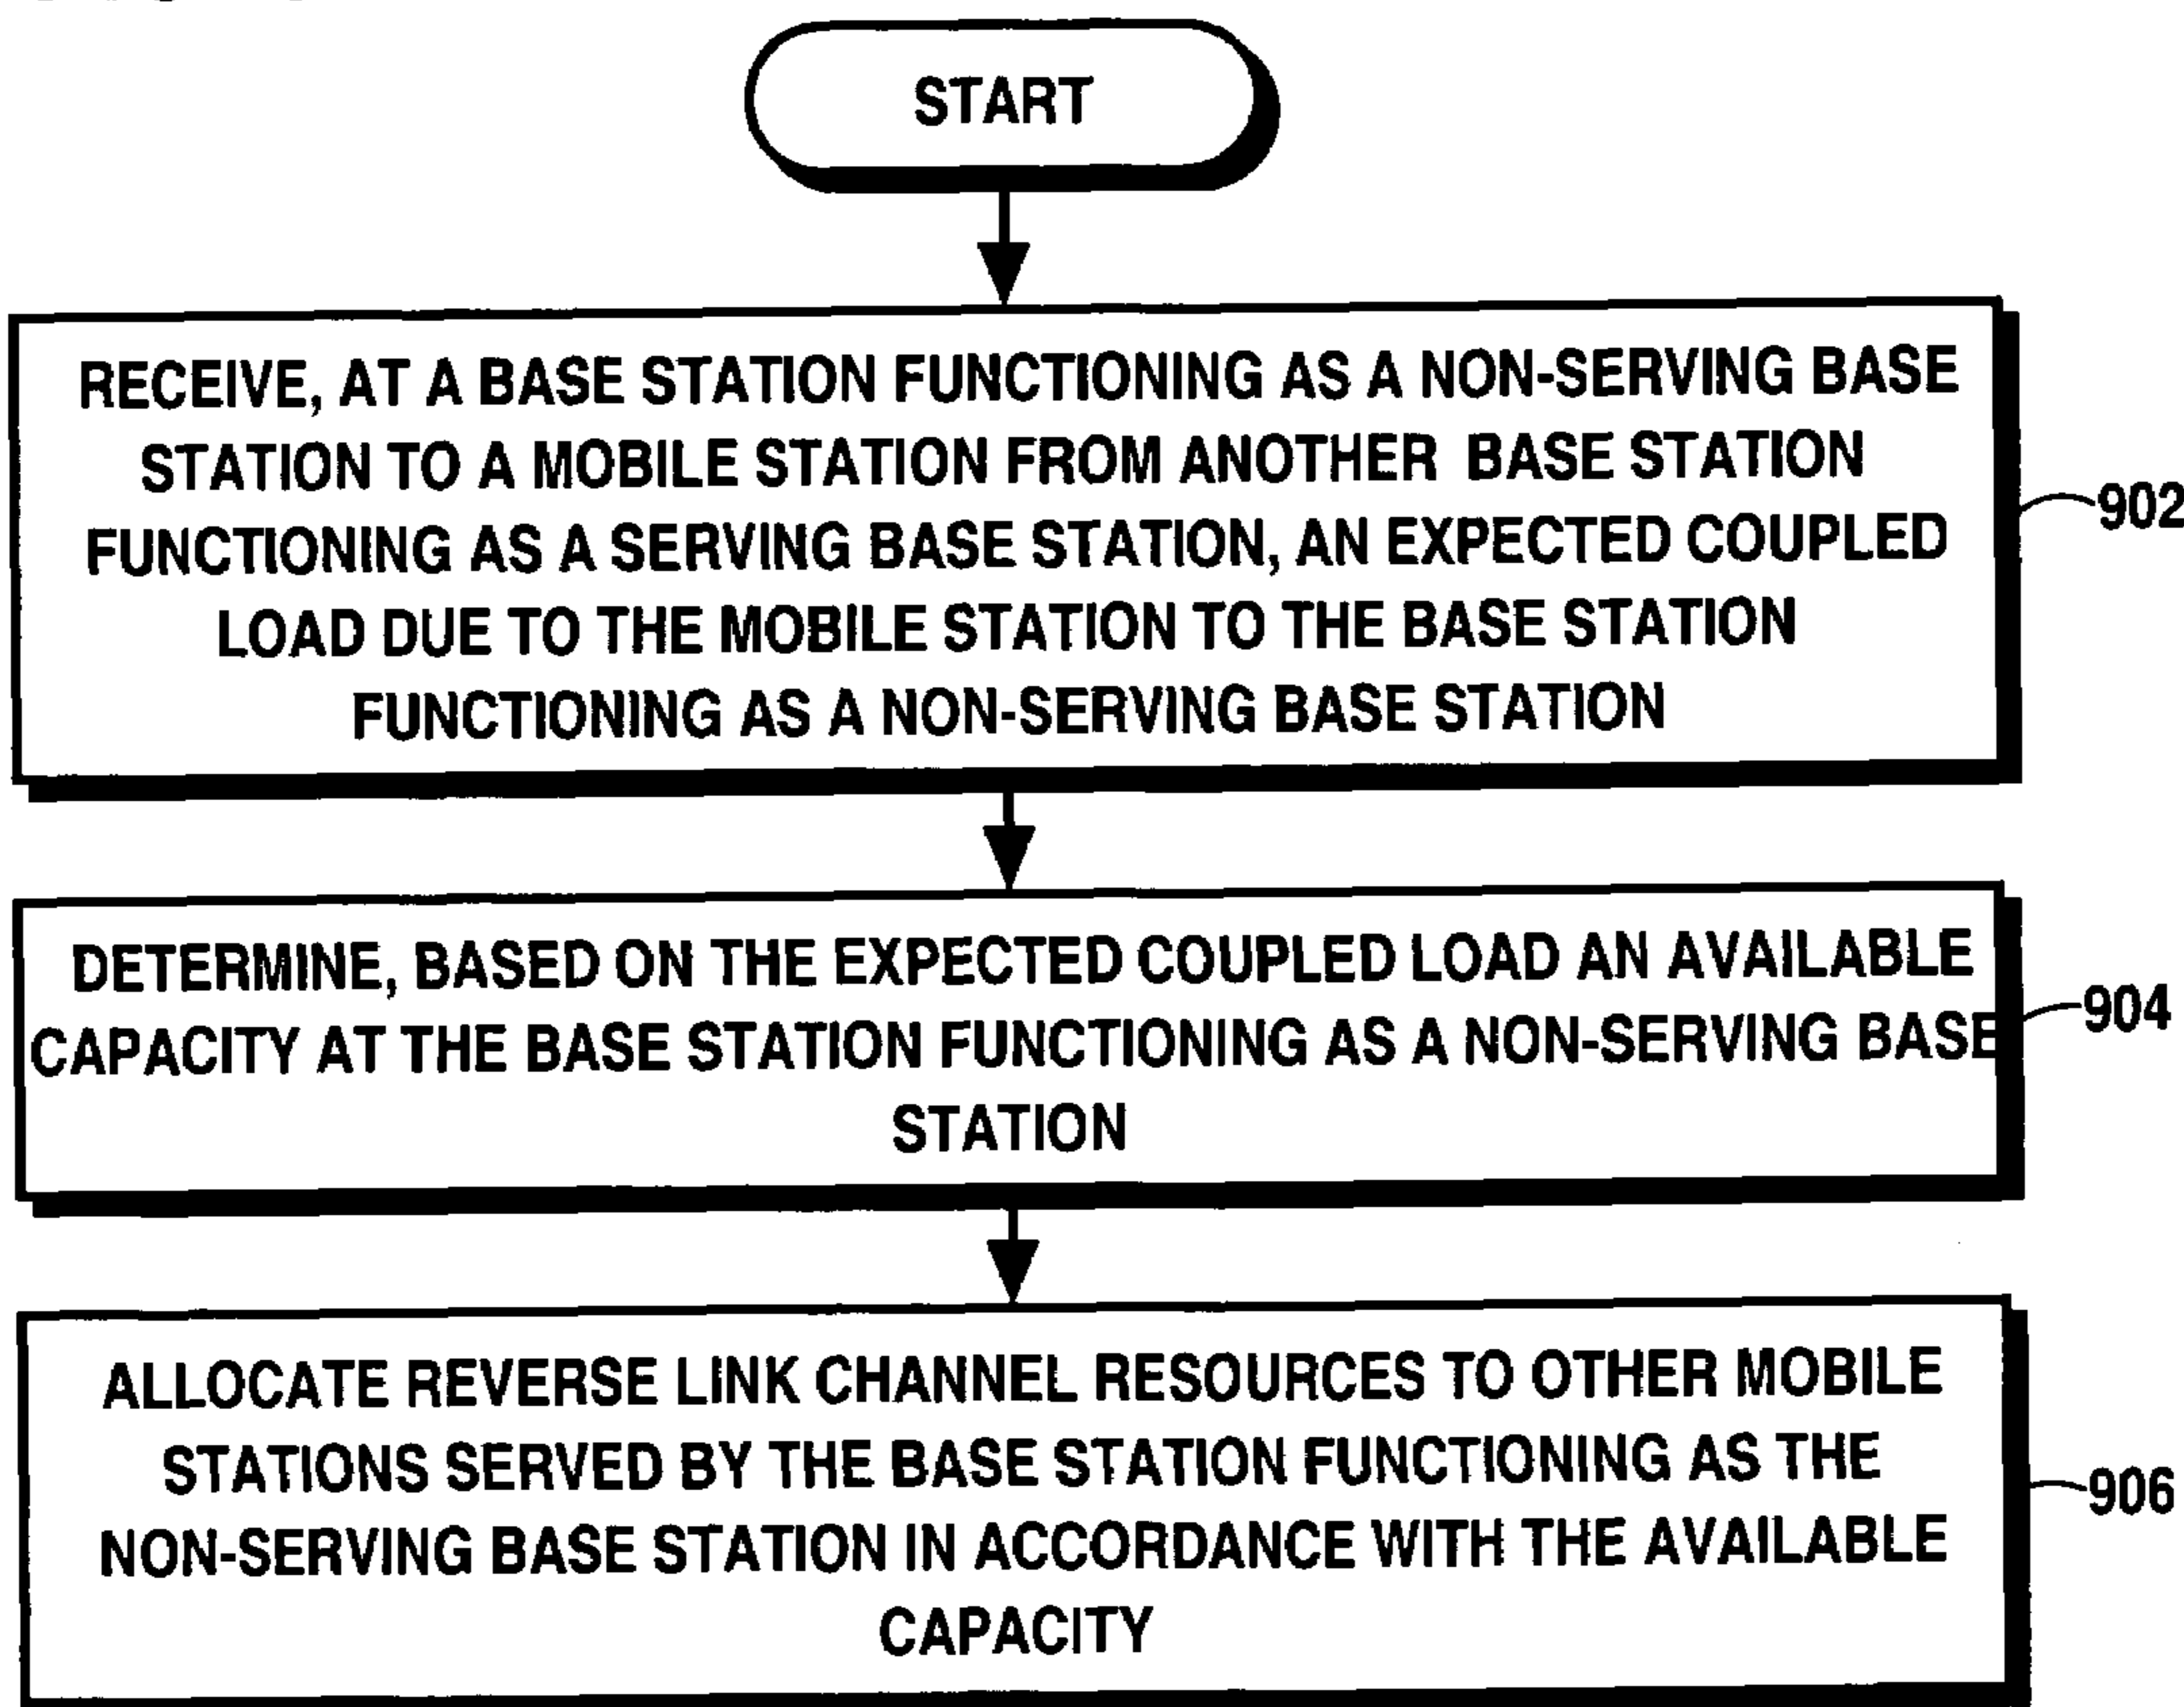 START
RECEIVE, AT A BASE STATION FUNCTIONING AS A NON-SERVING BASE
STATION TO A MOBILE STATION FROM ANOTHER BASE STATION
FUNCTIONING AS A SERVING BASE STATION, AN EXPECTED COUPLED
LOAD DUE TO THE MOBILE STATION TO THE BASE STATION
FUNCTIONING AS A NON-SERVING BASE STATION
902
DETERMINE, BASED ON THE EXPECTED COUPLED LOAD AN AVAILABLE
CAPACITY AT THE BASE STATION FUNCTIONING AS A NON-SERVING BASE
STATION
904
ALLOCATE REVERSE LINK CHANNEL RESOURCES TO OTHER MOBILE
STATIONS SERVED BY THE BASE STATION FUNCTIONING AS THE
NON-SERVING BASE STATION IN ACCORDANCE WITH THE AVAILABLE
CAPACITY
906